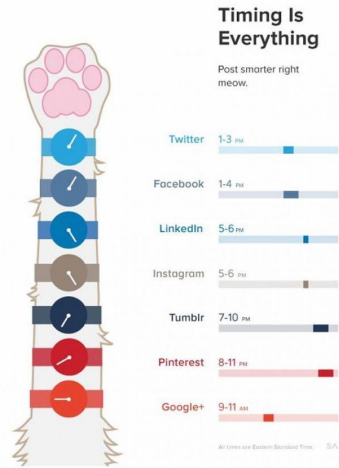 Timing Is
Everything
Post smarter right
meow.
Twitter 1-3 PM
Facebook 1-4 PM
LinkedIn 5-6 PM
Instagram 5-6 PM
Tumblr 7-10 PM
Pinterest 8-11 PM
Google+ 9-11 AM
All times are Eastern Standard Time.